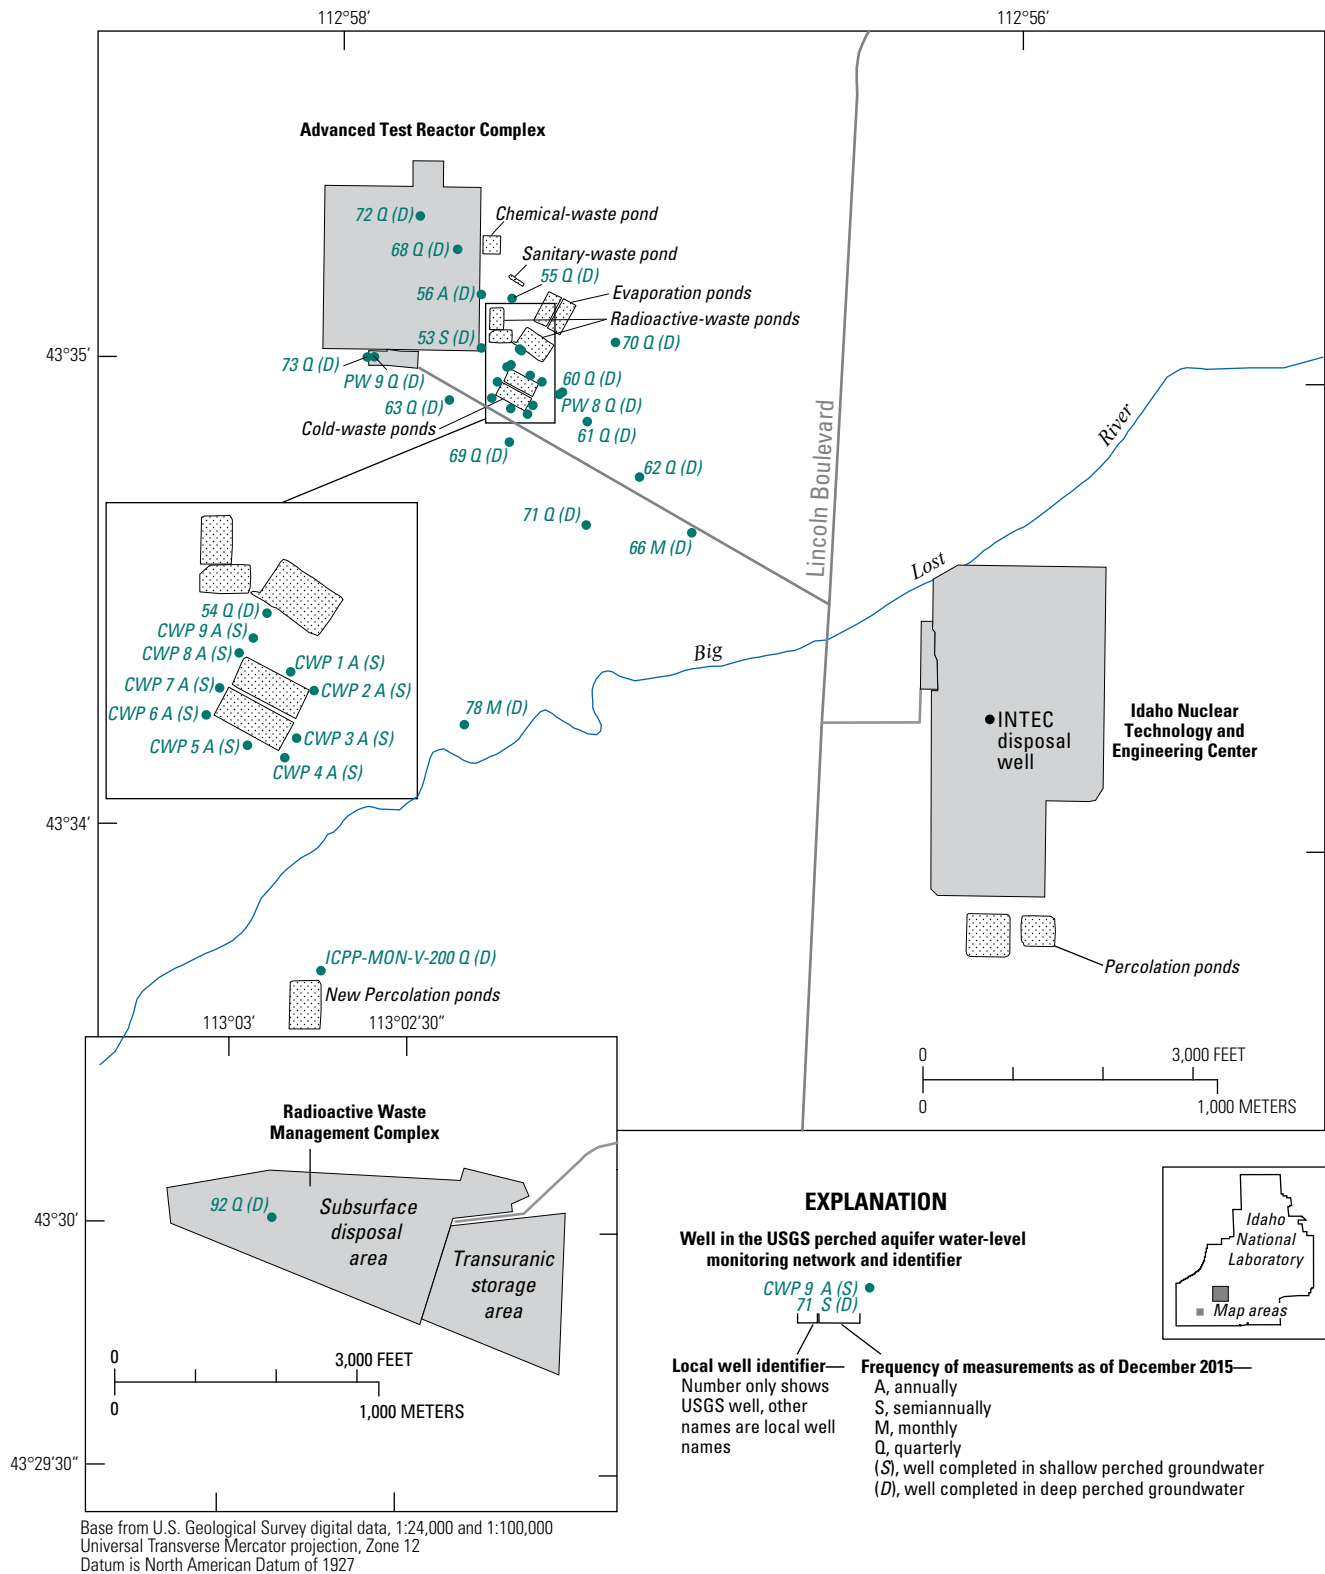 112°58'
112°56'
Advanced Test Reactor Complex
72 Q (D)
Chemical-waste pond
68 Q (D)
Sanitary-waste pond
55 Q (D)
56 A (D)
Evaporation ponds
Radioactive-waste ponds
53 S (D)
70 Q (D)
43°35'
73 Q (D)
PW 9 Q (D)
60 Q (D)
63 Q (D)
PW 8 Q (D)
Cold-waste ponds
61 Q (D)
69 Q (D)
62 Q (D)
71 Q (D)
66 M (D)
Lincoln Boulevard
River
Lost
Big
54 Q (D)
CWP 9 A (S)
CWP 8 A (S)
CWP 1 A (S)
CWP 7 A (S)
CWP 2 A (S)
CWP 6 A (S)
CWP 3 A (S)
CWP 5 A (S)
CWP 4 A (S)
78 M (D)
INTEC
disposal
well
Idaho Nuclear
Technology and
Engineering Center
43°34'
ICPP-MON-V-200 Q (D)
New Percolation ponds
Percolation ponds
113°03'
113°02'30"
0
3,000 FEET
0
1,000 METERS
Radioactive Waste
Management Complex
92 Q (D)
Subsurface
disposal
area
43°30'
Transuranic
storage
area
0
3,000 FEET
0
1,000 METERS
43°29'30"
EXPLANATION
Well in the USGS perched aquifer water-level
monitoring network and identifier
CWP 9 A (S)
71 S (D)
Local well identifier—
Number only shows
USGS well, other
names are local well
names
Frequency of measurements as of December 2015—
A, annually
S, semiannually
M, monthly
Q, quarterly
(S), well completed in shallow perched groundwater
(D), well completed in deep perched groundwater
Idaho
National
Laboratory
Map areas
Base from U.S. Geological Survey digital data, 1:24,000 and 1:100,000
Universal Transverse Mercator projection, Zone 12
Datum is North American Datum of 1927